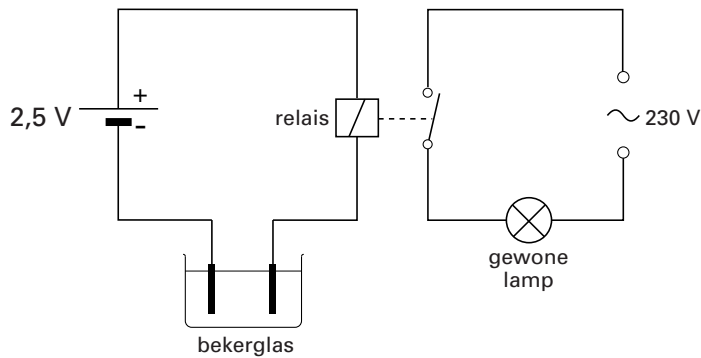 +
2,5 V
-
relais
230 V
gewone
lamp
bekerglas